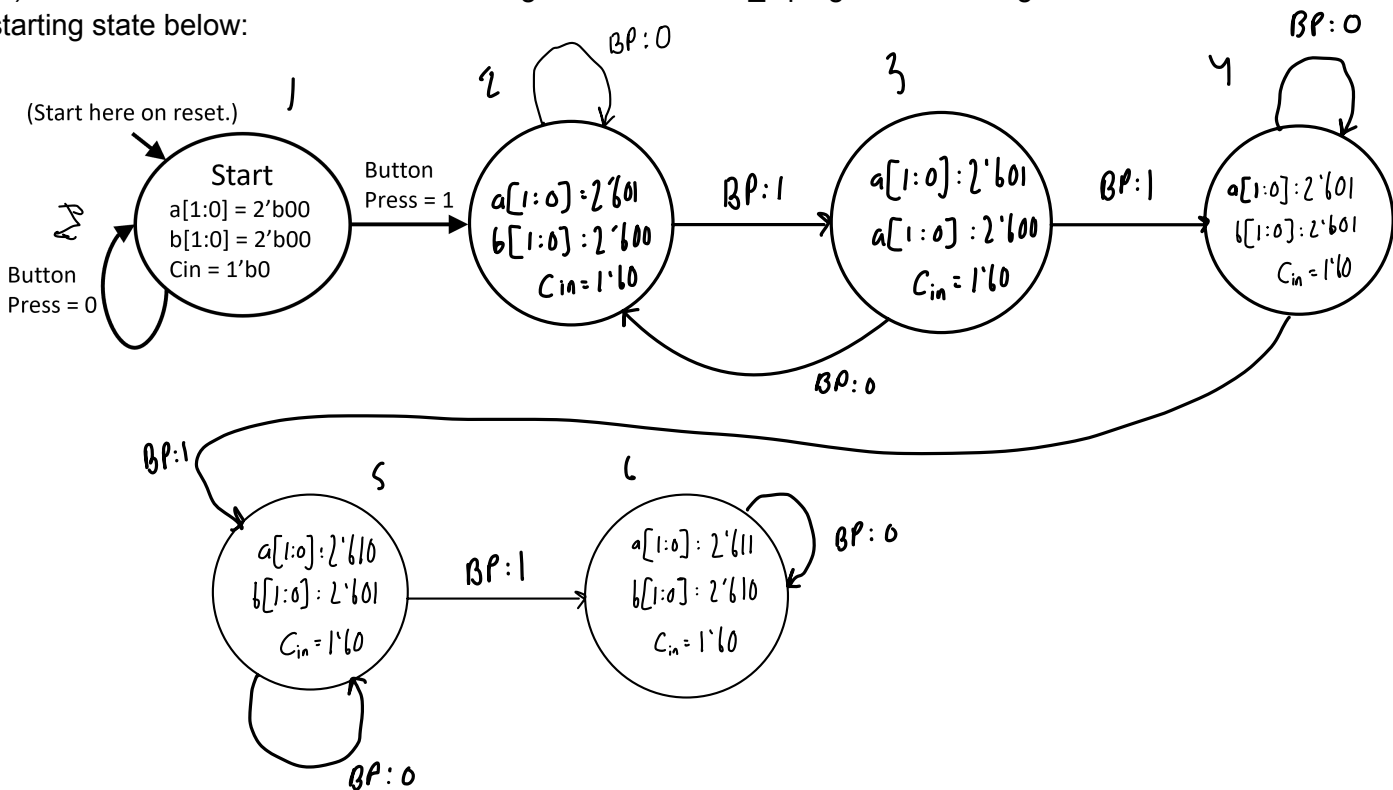 starting state below:
(Start here on reset.)
1
Start
a[1:0] = 2'b00
b[1:0] = 2'b00
Cin = 1'b0
Button
Press = 0
Button
Press = 1
2
BP:0
a[1:0]:2'b01
b[1:0]:2'b00
Cin = 1'b0
BP:1
3
a[1:0]:2'b01
a[1:0]:2'b00
Cin = 1'b0
BP:0
BP:1
4
BP:0
a[1:0]:2'b01
b[1:0]:2'b01
Cin = 1'b0
BP:1
5
a[1:0]:2'b10
b[1:0]:2'b01
Cin = 1'b0
BP:0
BP:1
6
a[1:0]:2'b11
b[1:0]:2'b10
Cin = 1'b0
BP:0